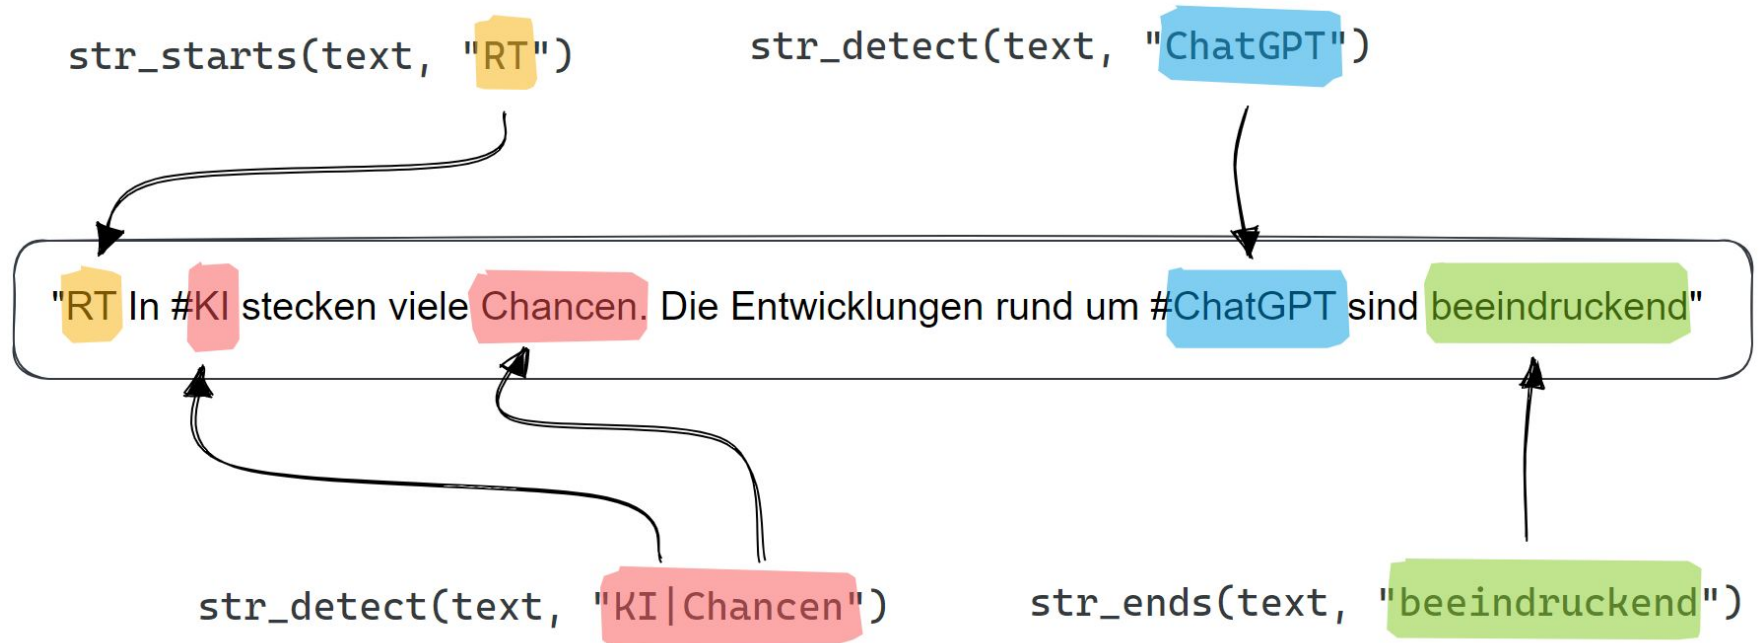 str_starts(text, "RT")
str_detect(text, "ChatGPT")
"RT In #KI stecken viele Chancen. Die Entwicklungen rund um #ChatGPT sind beeindruckend"
str_detect(text, "KI|Chancen")
str_ends(text, "beeindruckend")